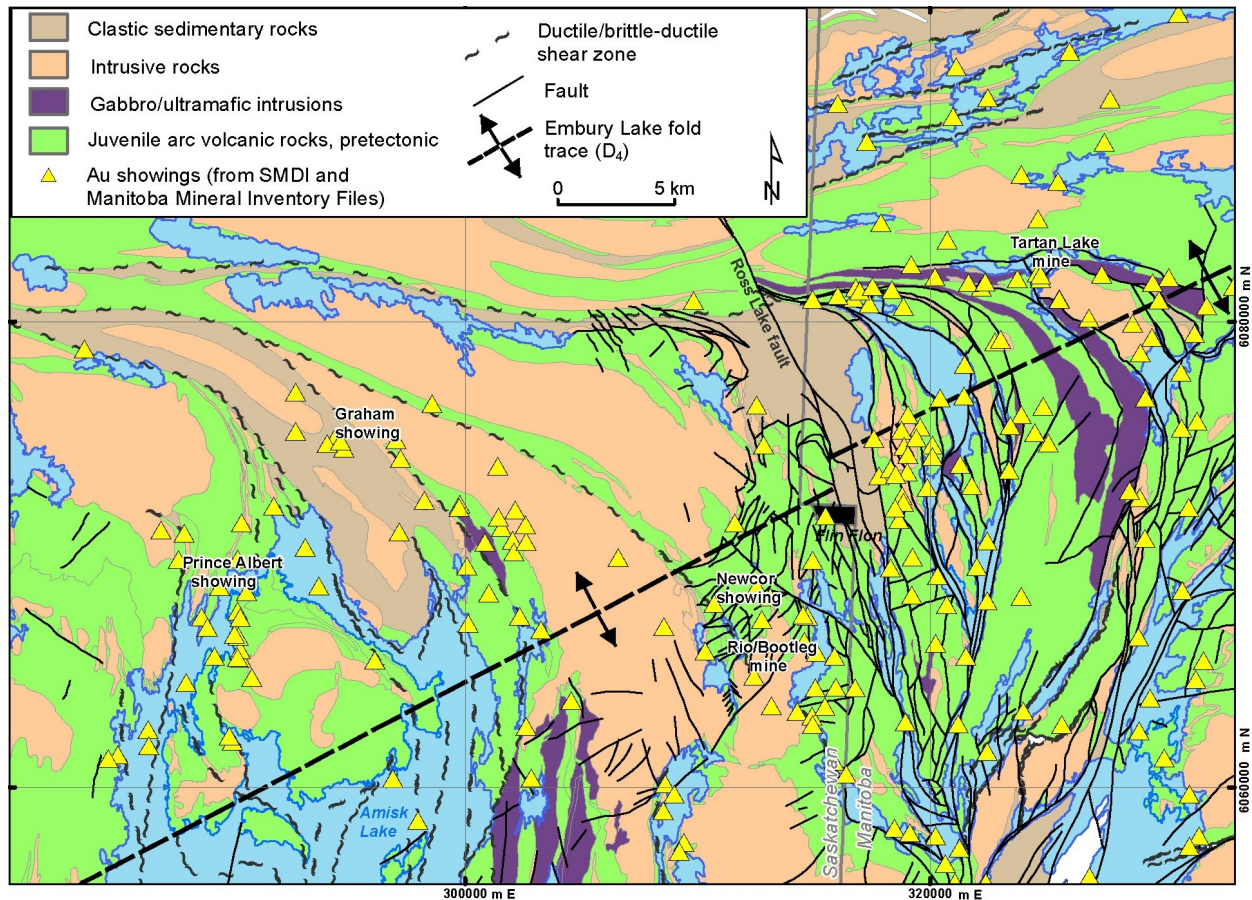 Clastic sedimentary rocks
Intrusive rocks
Gabbro/ultramafic intrusions
Juvenile arc volcanic rocks, pretectonic
Au showings (from SMDI and
Manitoba Mineral Inventory Files)
Ductile/brittle-ductile
shear zone
Fault
Embury Lake fold
trace (D4)
0 5 km
N
Tartan Lake
mine
Ross Lake fault
6080000 m N
Graham
showing
Flin Flon
Prince Albert
showing
Newcor
showing
Rio/Bootleg
mine
Saskatchewan
Manitoba
6060000 m N
Amisk
Lake
300000 m E
320000 m E